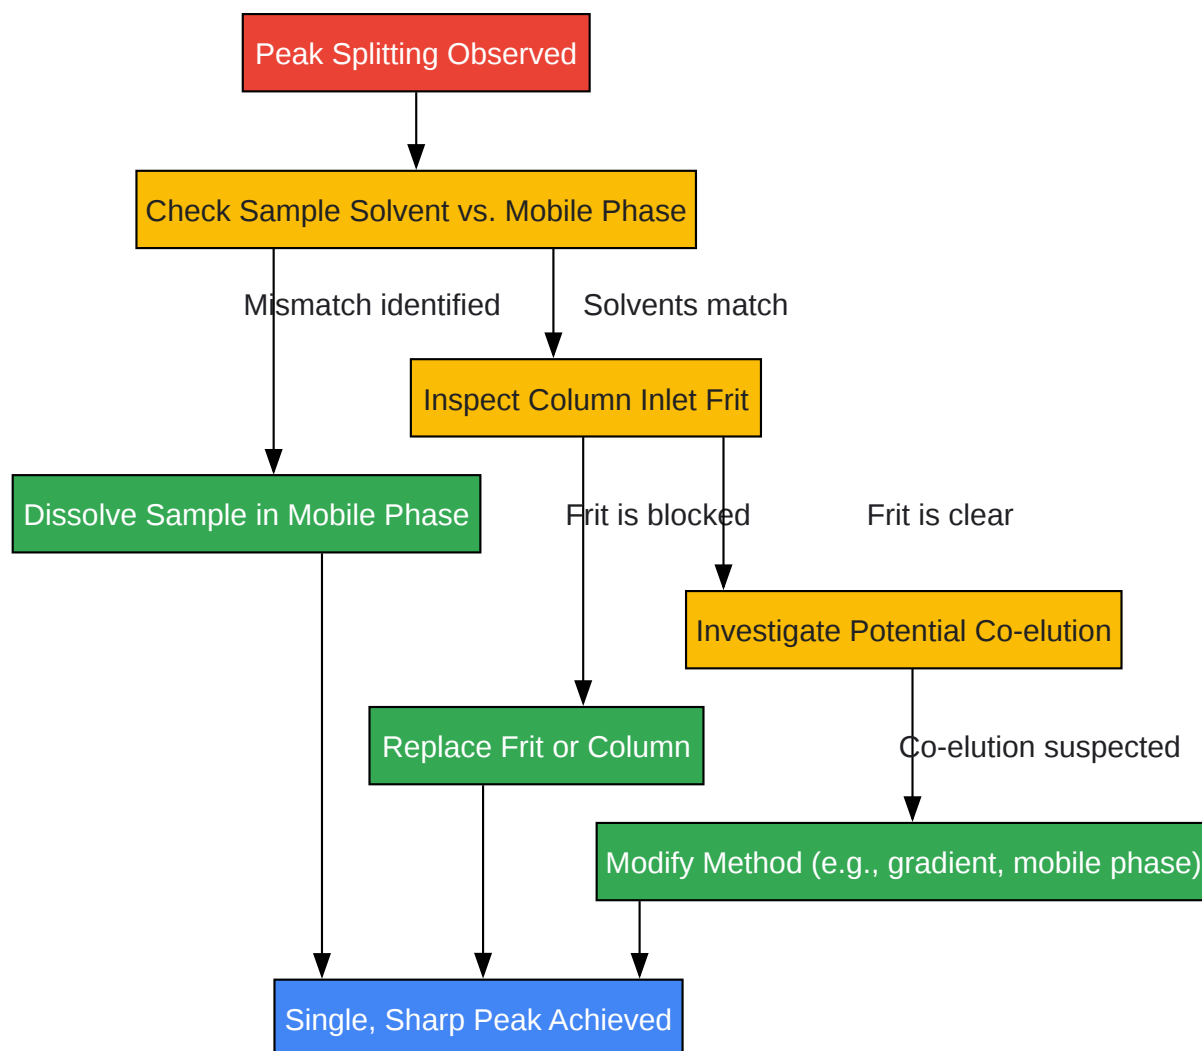 Peak Splitting Observed
Check Sample Solvent vs. Mobile Phase
Mismatch identified
Solvents match
Inspect Column Inlet Frit
Dissolve Sample in Mobile Phase
Frit is blocked
Frit is clear
Investigate Potential Co-elution
Replace Frit or Column
Co-elution suspected
Modify Method (e.g., gradient, mobile phase)
Single, Sharp Peak Achieved